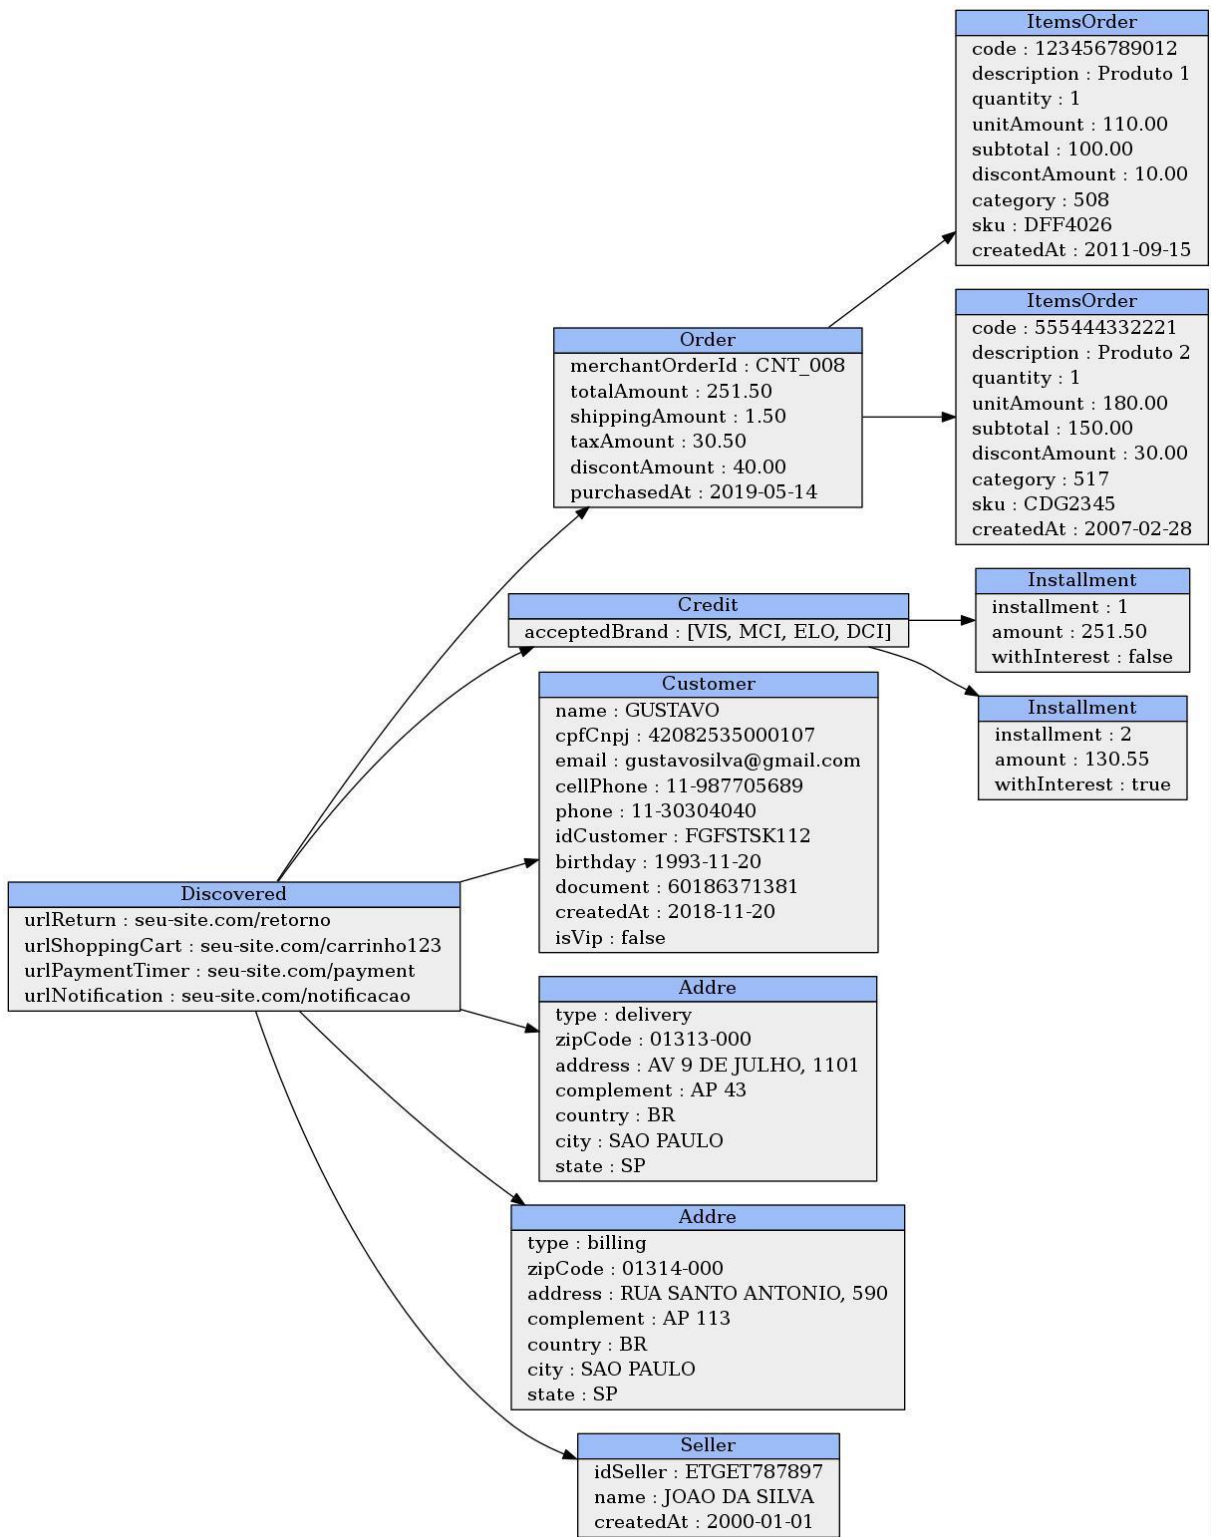 ItemsOrder
code : 123456789012
description : Produto 1
quantity : 1
unitAmount : 110.00
subtotal : 100.00
discontAmount : 10.00
category : 508
sku : DFF4026
createdAt : 2011-09-15
ItemsOrder
code : 555444332221
description : Produto 2
quantity : 1
unitAmount : 180.00
subtotal : 150.00
discontAmount : 30.00
category : 517
sku : CDG2345
createdAt : 2007-02-28
Order
merchantOrderId : CNT_008
totalAmount : 251.50
shippingAmount : 1.50
taxAmount : 30.50
discontAmount : 40.00
purchasedAt : 2019-05-14
Credit
acceptedBrand : [VIS, MCI, ELO, DCI]
Installment
installment : 1
amount : 251.50
withInterest : false
Installment
installment : 2
amount : 130.55
withInterest : true
Customer
name : GUSTAVO
cpfCnpj : 42082535000107
email : gustavosilva@gmail.com
cellPhone : 11-987705689
phone : 11-30304040
idCustomer : FGFSTSK112
birthday : 1993-11-20
document : 60186371381
createdAt : 2018-11-20
isVip : false
Discovered
urlReturn : seu-site.com/retorno
urlShoppingCart : seu-site.com/carrinho123
urlPaymentTimer : seu-site.com/payment
urlNotification : seu-site.com/notificacao
Addre
type : delivery
zipCode : 01313-000
address : AV 9 DE JULHO, 1101
complement : AP 43
country : BR
city : SAO PAULO
state : SP
Addre
type : billing
zipCode : 01314-000
address : RUA SANTO ANTONIO, 590
complement : AP 113
country : BR
city : SAO PAULO
state : SP
Seller
idSeller : ETGET787897
name : JOAO DA SILVA
createdAt : 2000-01-01